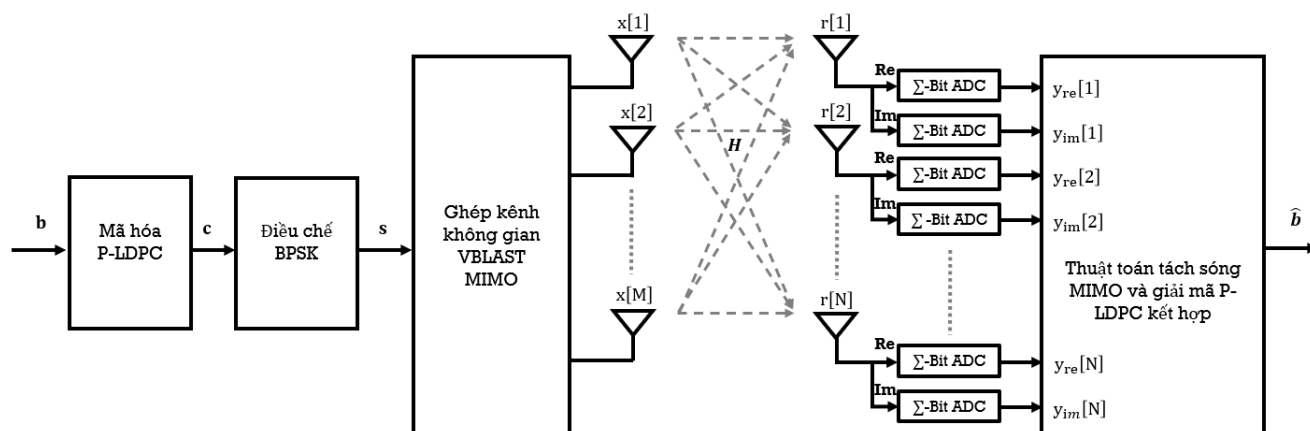 b
Mã hóa
P-LDPC
c
Điều chế
BPSK
s
Ghép kênh
không gian
VBLAST
MIMO
x[1]
x[2]
x[M]
H
r[1]
r[2]
r[N]
Re
∑-Bit ADC
y_re[1]
Im
∑-Bit ADC
y_im[1]
Re
∑-Bit ADC
y_re[2]
Im
∑ -Bit ADC
y_im[2]
Re
∑-Bit ADC
y_re[N]
Im
∑-Bit ADC
y_im[N]
Thuật toán tách sóng
MIMO và giải mã P-
LDPC kết hợp
b̂